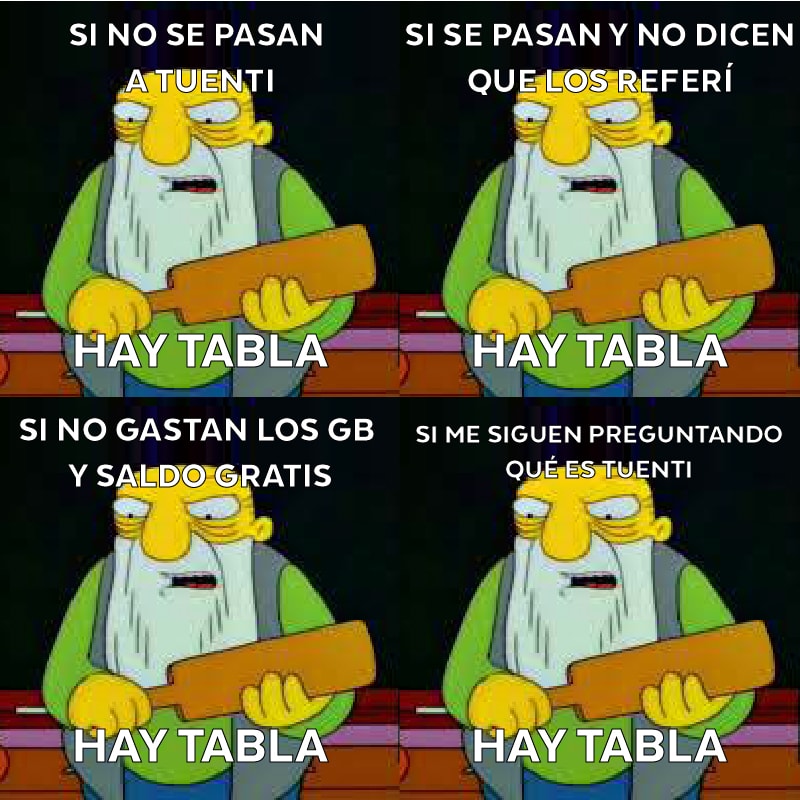 SI NO SE PASAN
A TUENTI
HAY TABLA
SI SE PASAN Y NO DICEN
QUE LOS REFERÍ
HAY TABLA
SI NO GASTAN LOS GB
Y SALDO GRATIS
HAY TABLA
SI ME SIGUEN PREGUNTANDO
QUÉ ES TUENTI
HAY TABLA